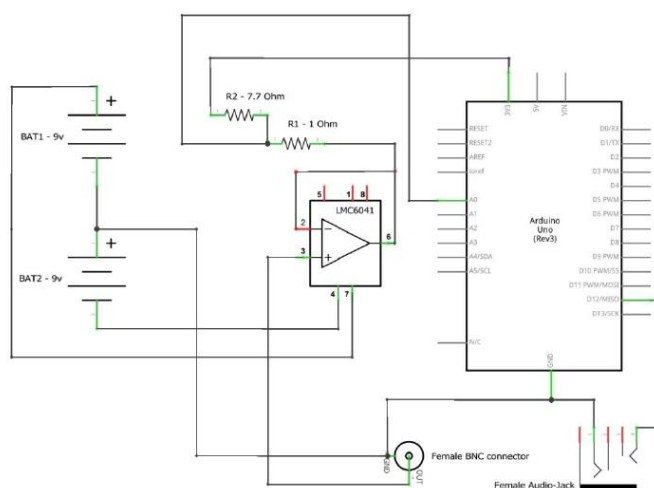 R2 - 7.7 Ohm
R1 - 1 Ohm
+
BAT1 - 9v
+
BAT2 - 9v
5
1
8
LMC6041
2
3
6
4
7
3V3
5V
VIN
RESET
RESET2
AREF
ioref
A0
A1
A2
A3
A4/SDA
A5/SCL
N/C
Arduino
Uno
(Rev3)
D0/RX
D1/TX
D2
D3 PWM
D4
D5 PWM
D6 PWM
D7
D8
D9 PWM
D10 PWM/SS
D11 PWM/MOSI
D12/MISO
D13/SCK
GND
GND
OUT
Female BNC connector
Female Audio-Jack